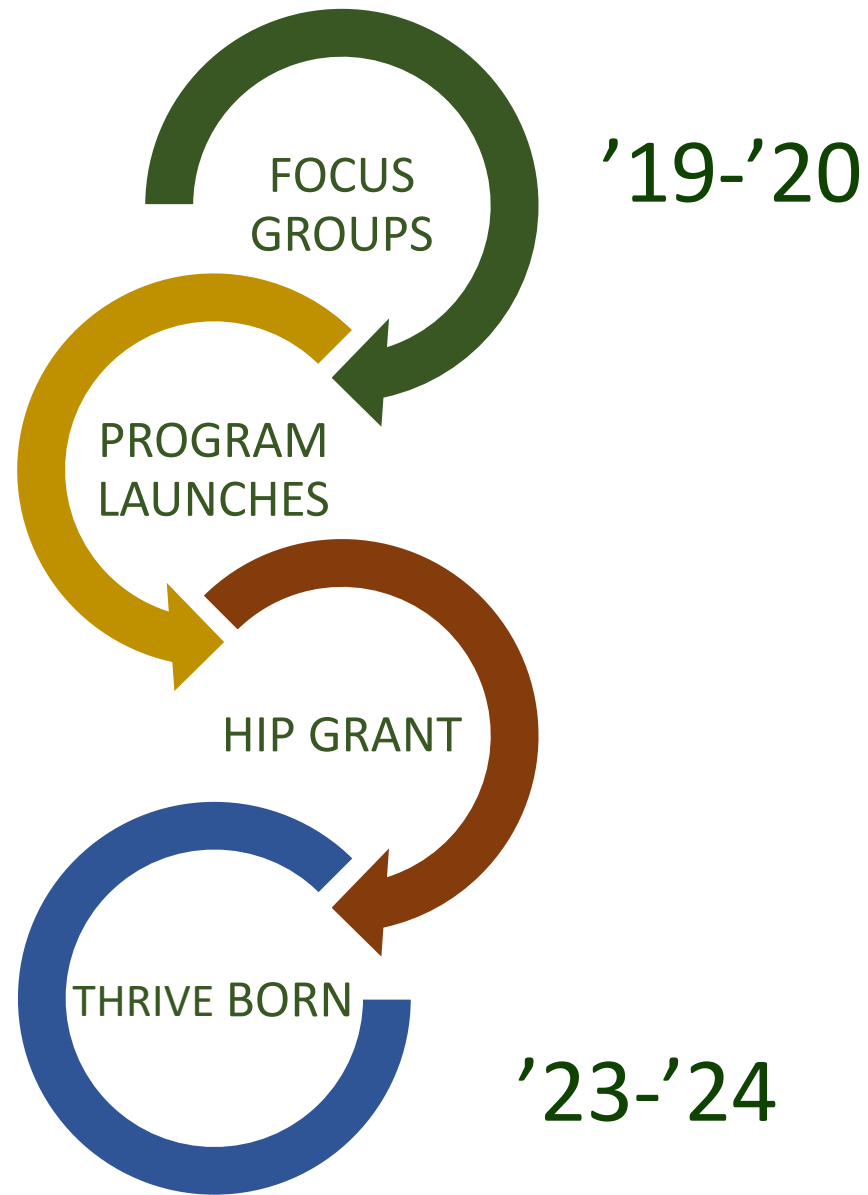 FOCUS
GROUPS
’19-’20
PROGRAM
LAUNCHES
HIP GRANT
THRIVE BORN
’23-’24